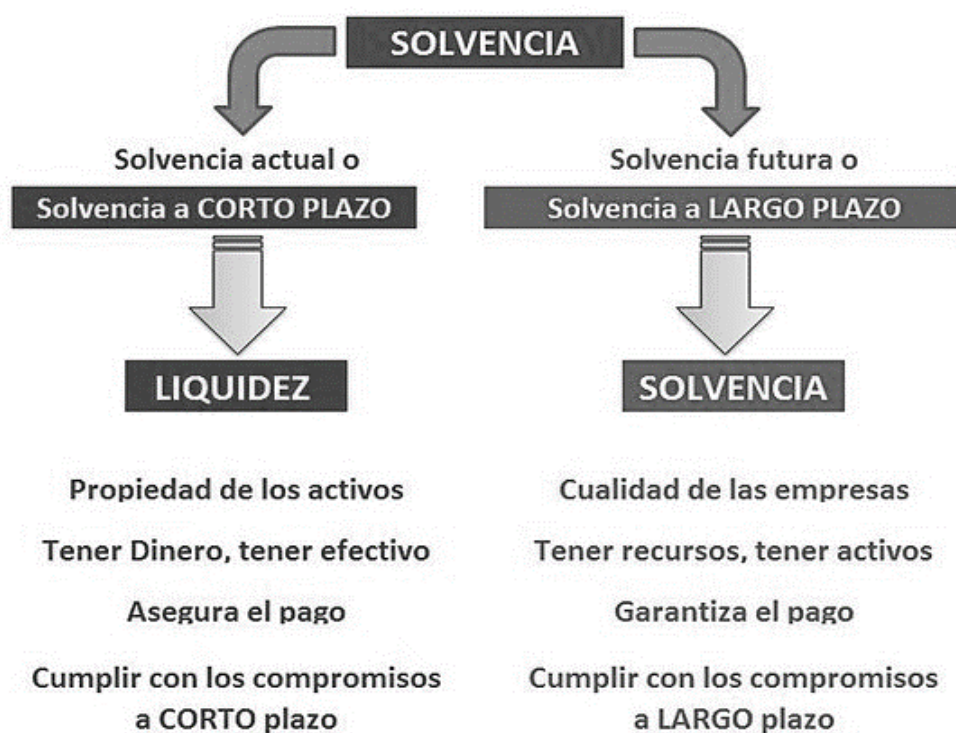 SOLVENCIA
Solvencia actual o
Solvencia a CORTO PLAZO
LIQUIDEZ
Propiedad de los activos
Tener Dinero, tener efectivo
Asegura el pago
Cumplir con los compromisos
a CORTO plazo
Solvencia futura o
Solvencia a LARGO PLAZO
SOLVENCIA
Cualidad de las empresas
Tener recursos, tener activos
Garantiza el pago
Cumplir con los compromisos
a LARGO plazo